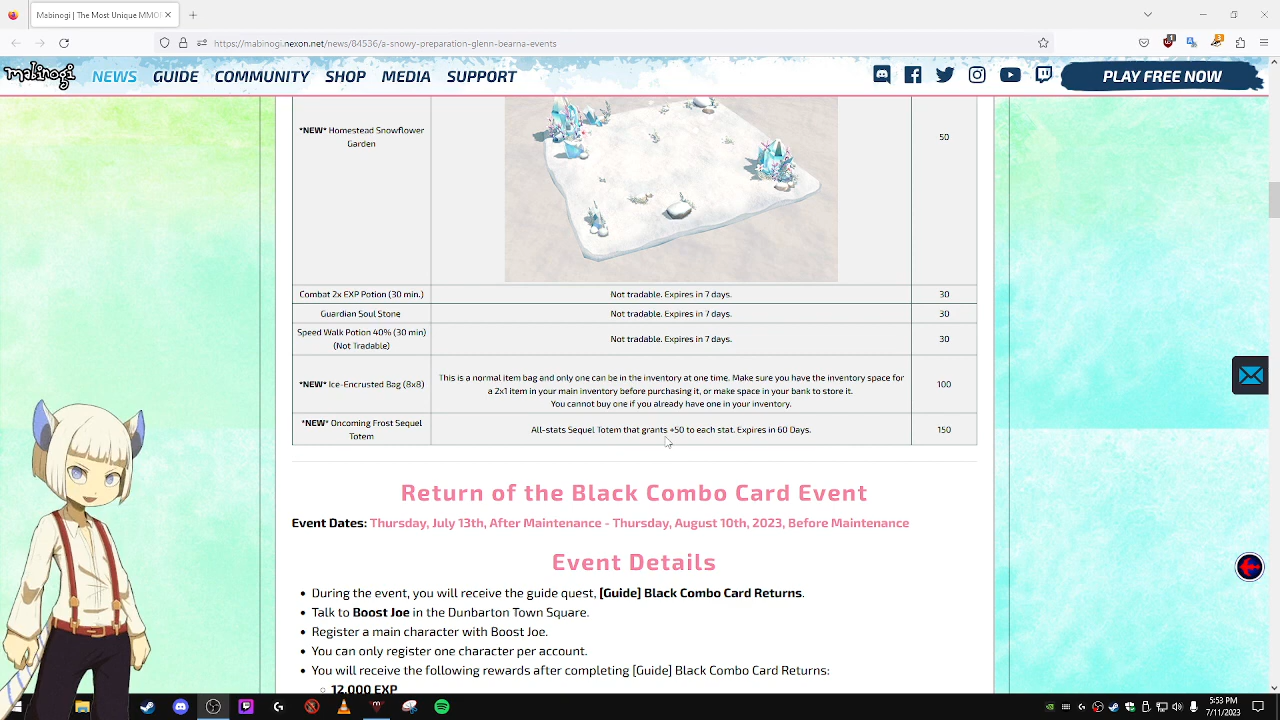 Mabinogi | The Most Unique MMO
https://mabinogi.nexon.net/news/84536/a-snowy-preparation-glenn-bearna-events
mabinogi
NEWS GUIDE COMMUNITY SHOP MEDIA SUPPORT
PLAY FREE NOW
*NEW* Homestead Snowflower
Garden
50
Combat 2x EXP Potion (30 min.) Not tradable. Expires in 7 days. 30
Guardian Soul Stone Not tradable. Expires in 7 days. 30
Speed Walk Potion 40% (30 min)
(Not Tradable)
Not tradable. Expires in 7 days. 30
*NEW* Ice-Encrusted Bag (8x8)
This is a normal item bag and only one can be in the inventory at one time. Make sure you have the inventory space for
a 2x1 item in your main inventory before purchasing it, or make space in your bank to store it.
You cannot buy one if you already have one in your inventory.
100
*NEW* Oncoming Frost Sequel
Totem
All-stats Sequel Totem that grants +50 to each stat. Expires in 60 Days. 150
Return of the Black Combo Card Event
Event Dates: Thursday, July 13th, After Maintenance - Thursday, August 10th, 2023, Before Maintenance
Event Details
During the event, you will receive the guide quest, [Guide] Black Combo Card Returns.
Talk to Boost Joe in the Dunbarton Town Square.
Register a main character with Boost Joe.
You can only register one character per account.
You will receive the following rewards after completing [Guide] Black Combo Card Returns:
12,000 EXP
5:53 PM
7/11/2023